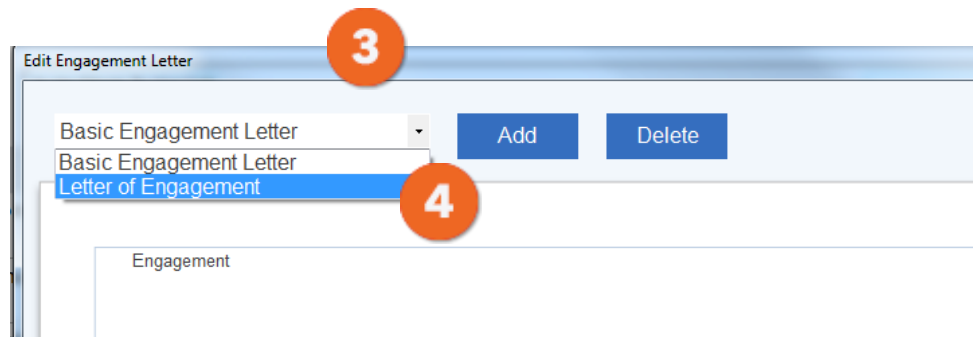 3
Edit Engagement Letter
Basic Engagement Letter Add Delete
Basic Engagement Letter
Letter of Engagement
4
Engagement